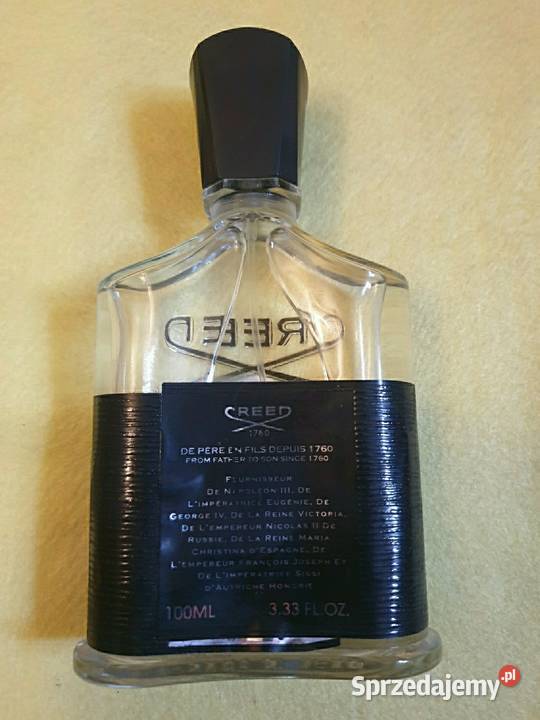 CREED
CREED
1760
DE PÈRE EN FILS DEPUIS 1760
FROM FATHER TO SON SINCE 1760
FLURNISSEUR
DE NAPOLÉON III, DE
L'IMPÉRATRICE EUGÉNIE, DE
GEORGE IV, DE LA REINE VICTORIA,
DE L'EMPEREUR NICOLAS II DE
RUSSIE, DE LA REINE MARIA
CHRISTINA D'ESPAGNE, DE
L'EMPEREUR FRANÇOIS JOSEPH ET
DE L'IMPÉRATRICE SISSI
D'AUTRICHE HONGRIE
100ML 3.33 FL.OZ.
Sprzedajemy.pl